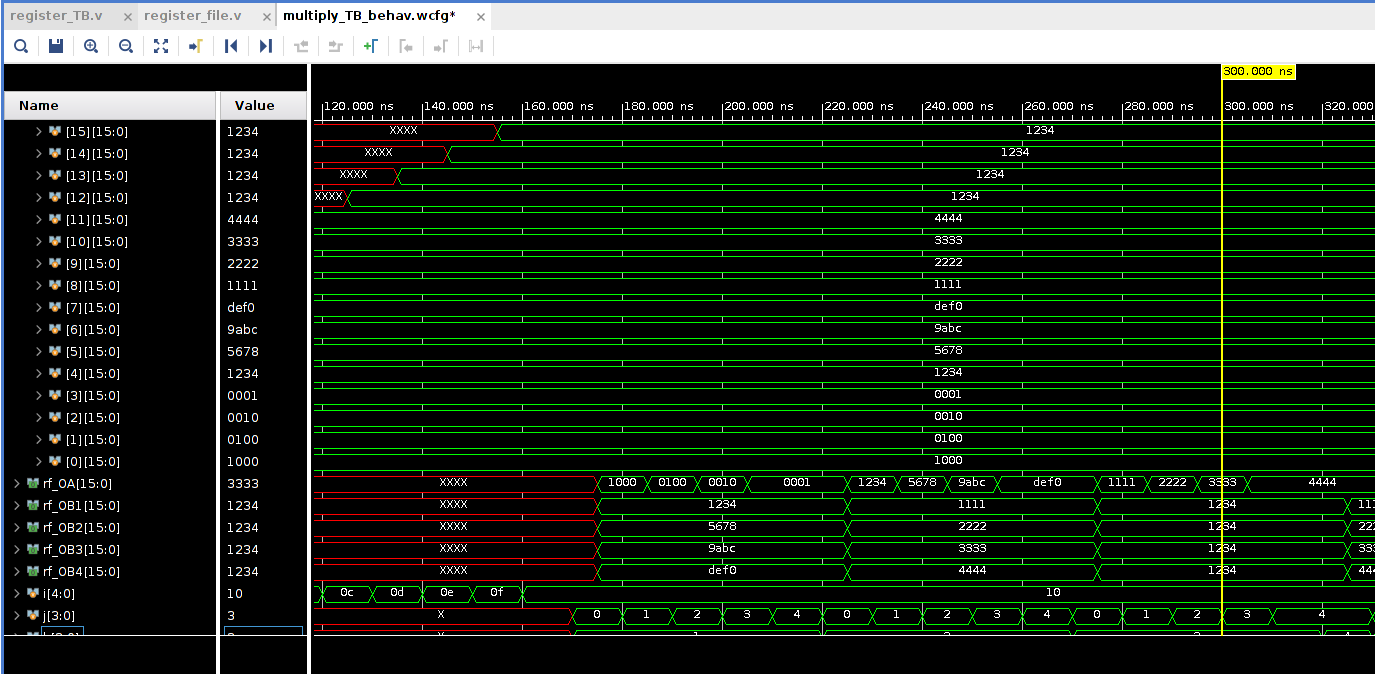 register_TB.v × register_file.v × multiply_TB_behav.wcfg* ×
300.000 ns
Name Value 120.000 ns 140.000 ns 160.000 ns 180.000 ns 200.000 ns 220.000 ns 240.000 ns 260.000 ns 280.000 ns 300.000 ns 320.000
[15][15:0] 1234 XXXX 1234
[14][15:0] 1234 XXXX 1234
[13][15:0] 1234 XXXX 1234
[12][15:0] 1234 XXXX 1234
[11][15:0] 4444 4444
[10][15:0] 3333 3333
[9][15:0] 2222 2222
[8][15:0] 1111 1111
[7][15:0] def0 def0
[6][15:0] 9abc 9abc
[5][15:0] 5678 5678
[4][15:0] 1234 1234
[3][15:0] 0001 0001
[2][15:0] 0010 0010
[1][15:0] 0100 0100
[0][15:0] 1000 1000
rf_OA[15:0] 3333 XXXX 1000 0100 0010 0001 1234 5678 9abc def0 1111 2222 3333 4444
rf_OB1[15:0] 1234 XXXX 1234 1111 1234 111
rf_OB2[15:0] 1234 XXXX 5678 2222 1234 222
rf_OB3[15:0] 1234 XXXX 9abc 3333 1234 333
rf_OB4[15:0] 1234 XXXX def0 4444 1234 444
i[4:0] 10 0c 0d 0e 0f 10
j[3:0] 3 X 0 1 2 3 4 0 1 2 3 4 0 1 2 3 4